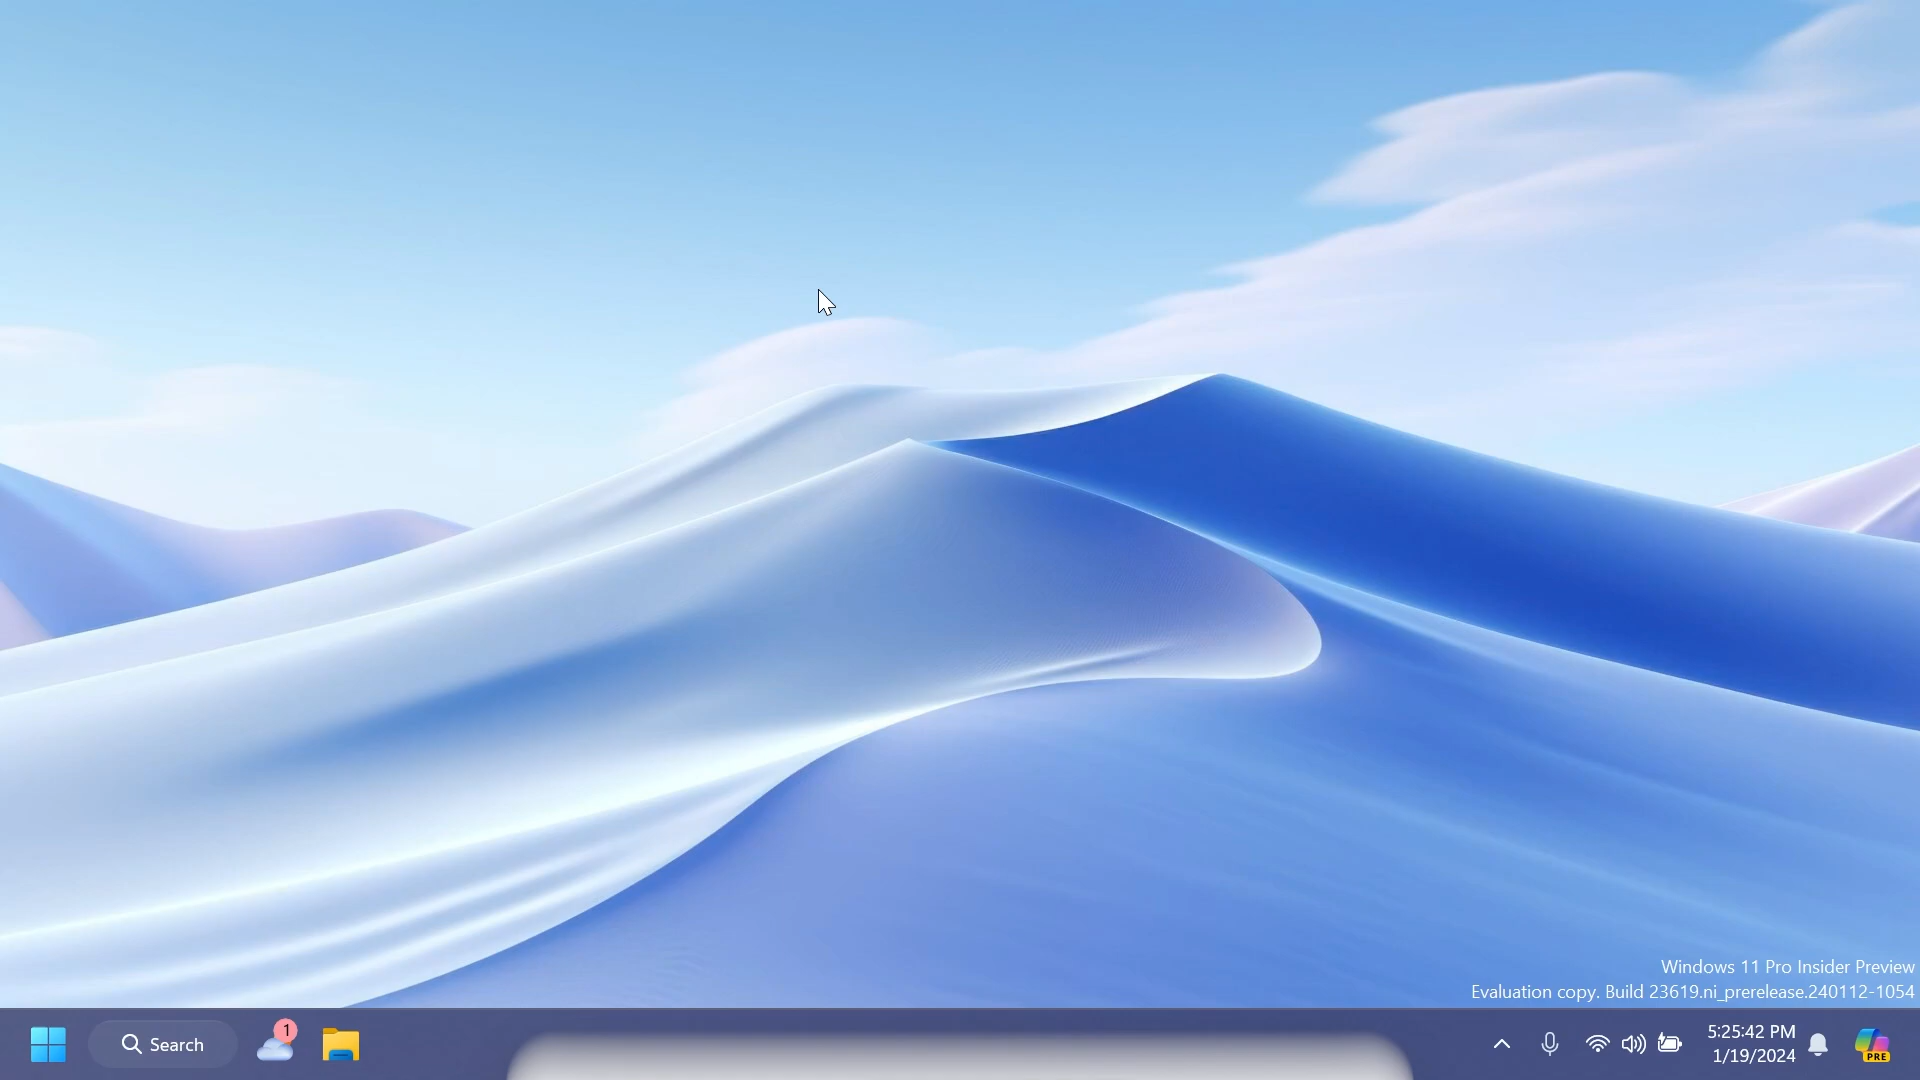 Windows 11 Pro Insider Preview
Evaluation copy. Build 23619.ni_prerelease.240112-1054
Search
1
5:25:42 PM
1/19/2024
PRE